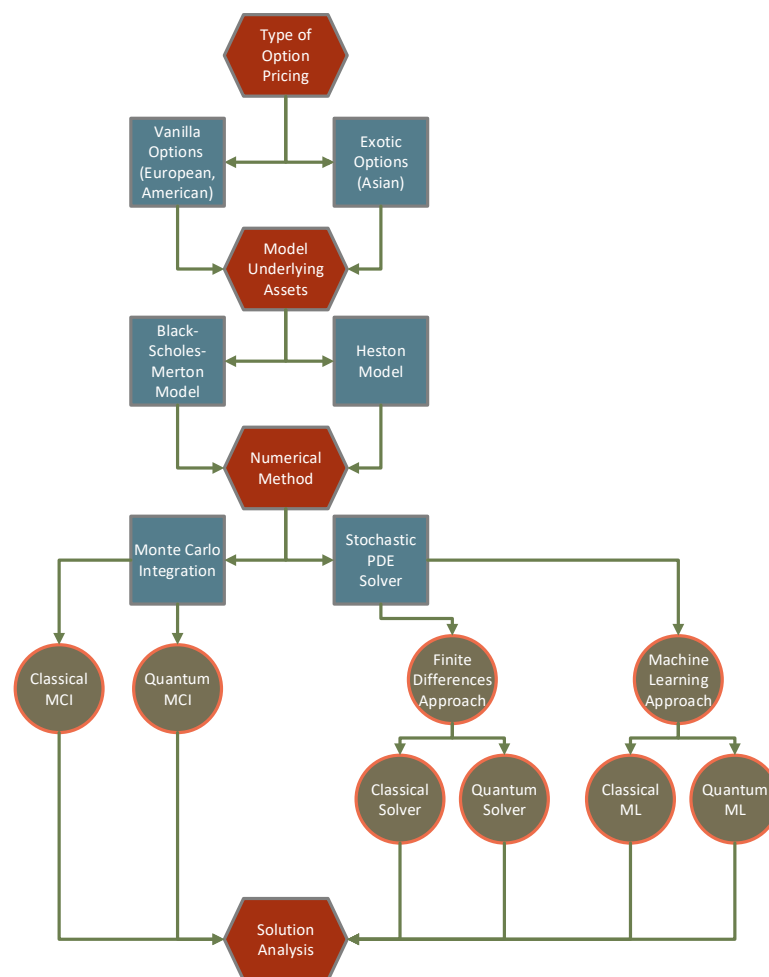 Type of
Option
Pricing
Vanilla
Options
(European,
American)
Exotic
Options
(Asian)
Model
Underlying
Assets
Black-
Scholes-
Merton
Model
Heston
Model
Numerical
Method
Monte Carlo
Integration
Stochastic
PDE
Solver
Classical
MCI
Quantum
MCI
Finite
Differences
Approach
Machine
Learning
Approach
Classical
Solver
Quantum
Solver
Classical
ML
Quantum
ML
Solution
Analysis